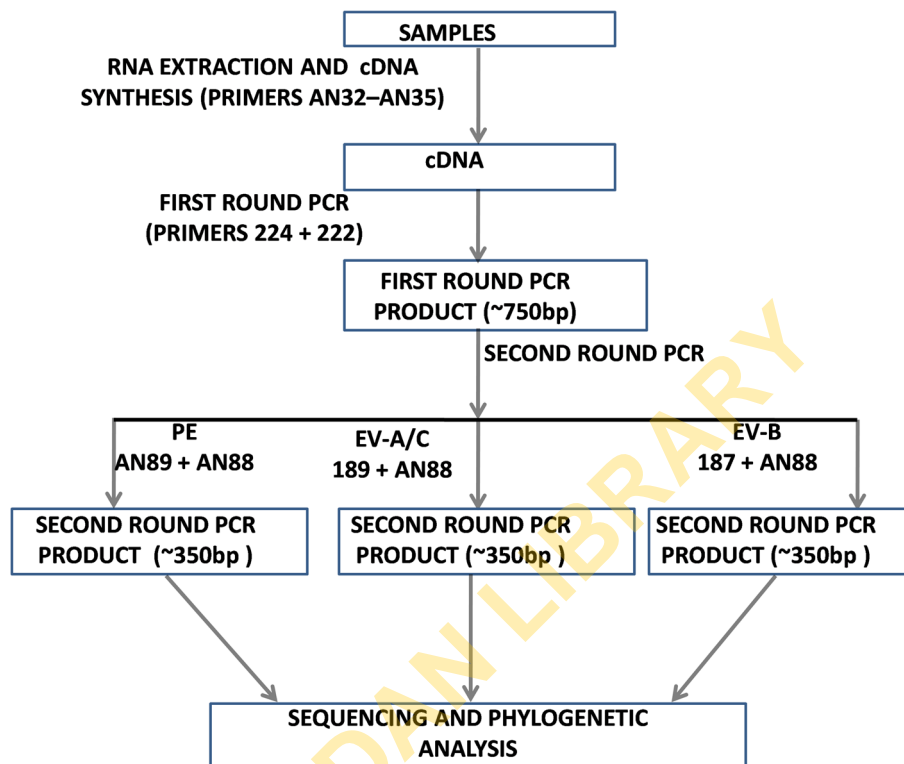 SAMPLES
RNA EXTRACTION AND cDNA
SYNTHESIS (PRIMERS AN32–AN35)
cDNA
FIRST ROUND PCR
(PRIMERS 224 + 222)
FIRST ROUND PCR
PRODUCT (~750bp)
SECOND ROUND PCR
PE
AN89 + AN88
EV-A/C
189 + AN88
EV-B
187 + AN88
SECOND ROUND PCR
PRODUCT (~350bp )
SECOND ROUND PCR
PRODUCT (~350bp )
SECOND ROUND PCR
PRODUCT (~350bp )
SEQUENCING AND PHYLOGENETIC
ANALYSIS
DAN LIBRARY